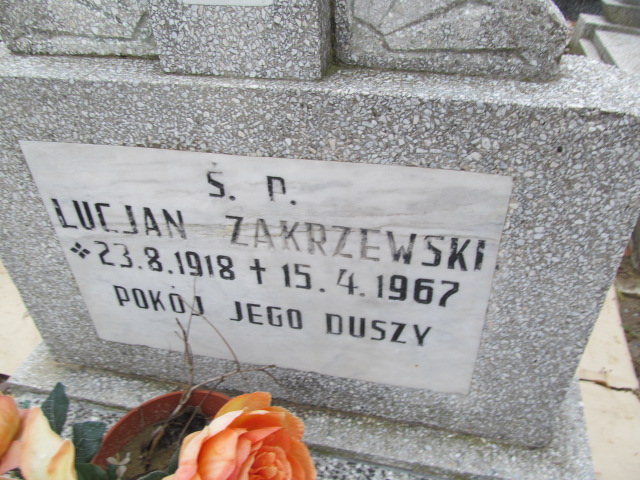 Ś. P.
LUCJAN ZAKRZEWSKI
* 23.8.1918 † 15.4.1967
POKÓJ JEGO DUSZY